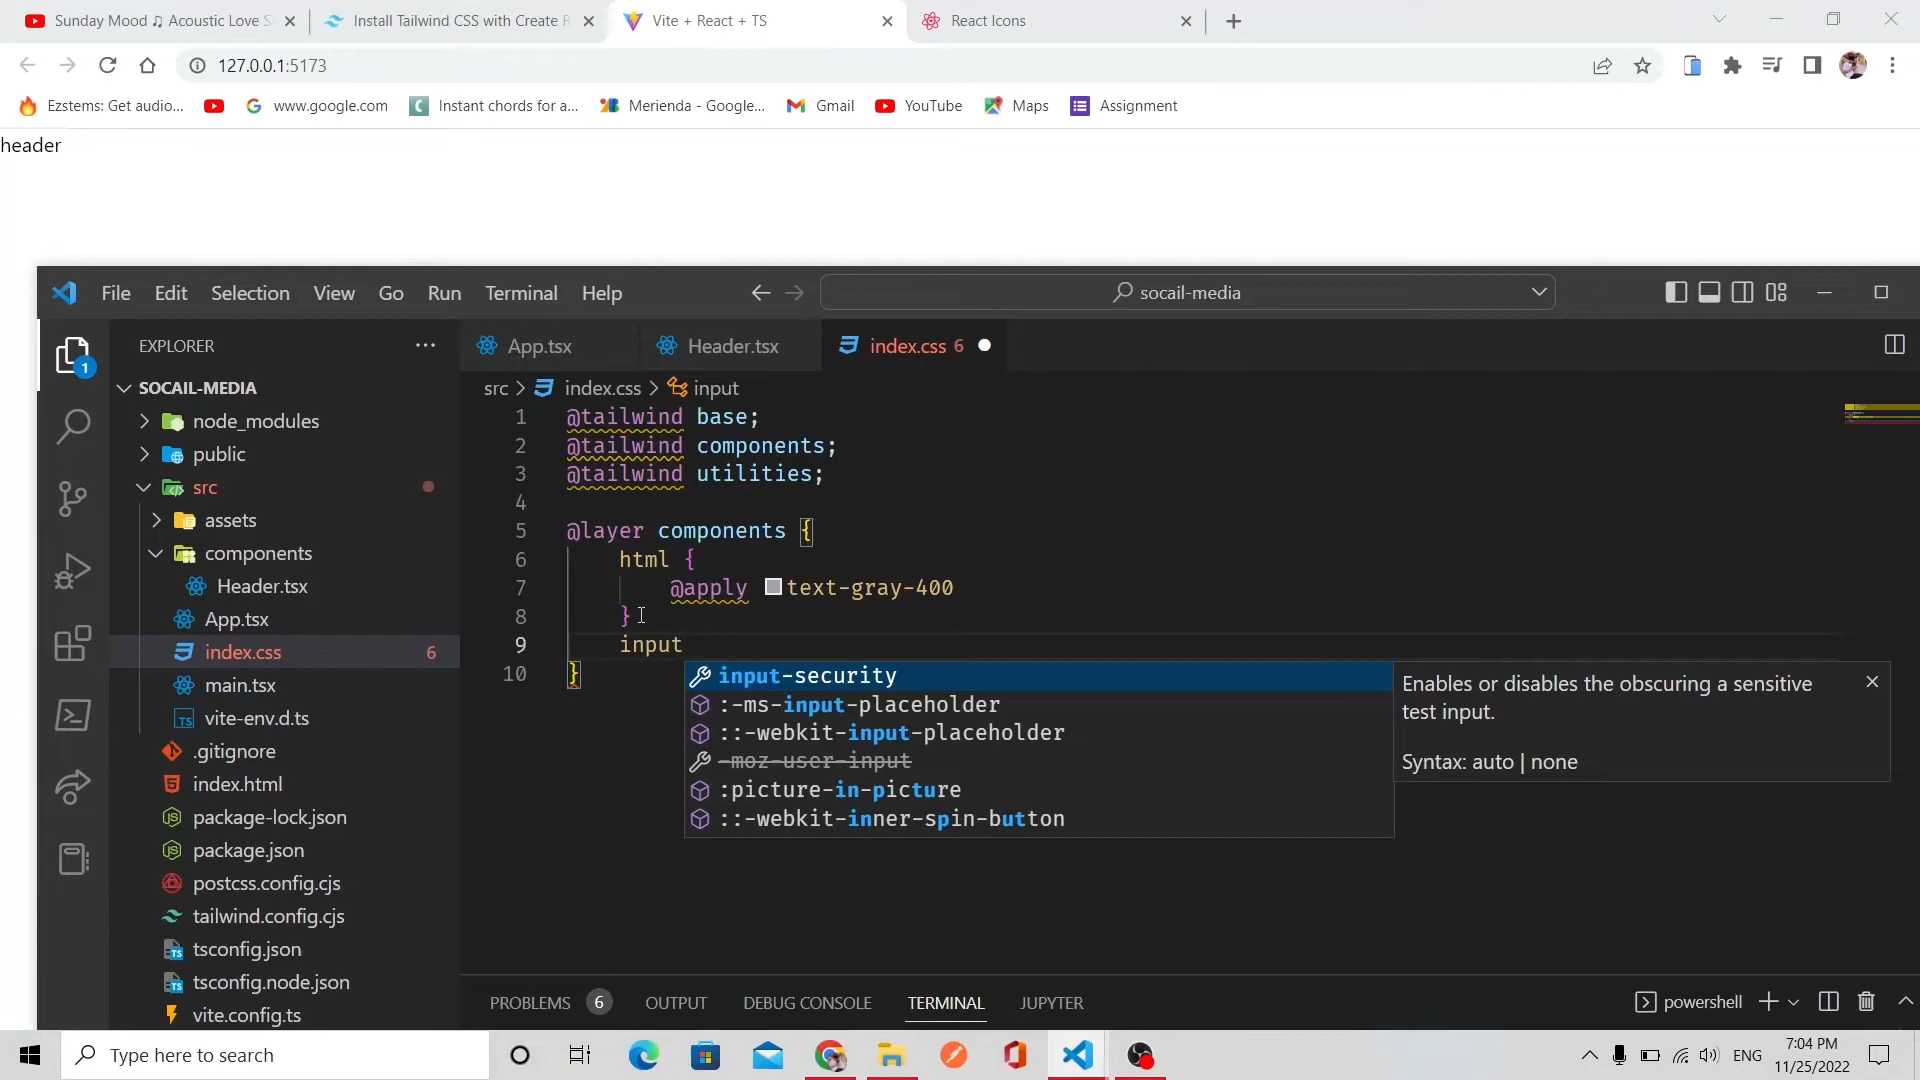 Sunday Mood ♫ Acoustic Love S
Install Tailwind CSS with Create R
Vite + React + TS
React Icons
127.0.0.1:5173
Ezstems: Get audio...
www.google.com
Instant chords for a...
Merienda - Google...
Gmail
YouTube
Maps
Assignment
header
File Edit Selection View Go Run Terminal Help
socail-media
EXPLORER
App.tsx
Header.tsx
index.css 6
1
SOCAIL-MEDIA
node_modules
public
src
assets
components
Header.tsx
App.tsx
index.css 6
main.tsx
vite-env.d.ts
.gitignore
index.html
package-lock.json
package.json
postcss.config.cjs
tailwind.config.cjs
tsconfig.json
tsconfig.node.json
vite.config.ts
src > index.css > input
1 @tailwind base;
2 @tailwind components;
3 @tailwind utilities;
4
5 @layer components {
6 html {
7 @apply text-gray-400
8 }
9 input
10 }
input-security
:-ms-input-placeholder
::-webkit-input-placeholder
-moz-user-input
:picture-in-picture
::-webkit-inner-spin-button
Enables or disables the obscuring a sensitive
test input.
Syntax: auto | none
PROBLEMS 6 OUTPUT DEBUG CONSOLE TERMINAL JUPYTER
powershell
Type here to search
ENG
7:04 PM
11/25/2022